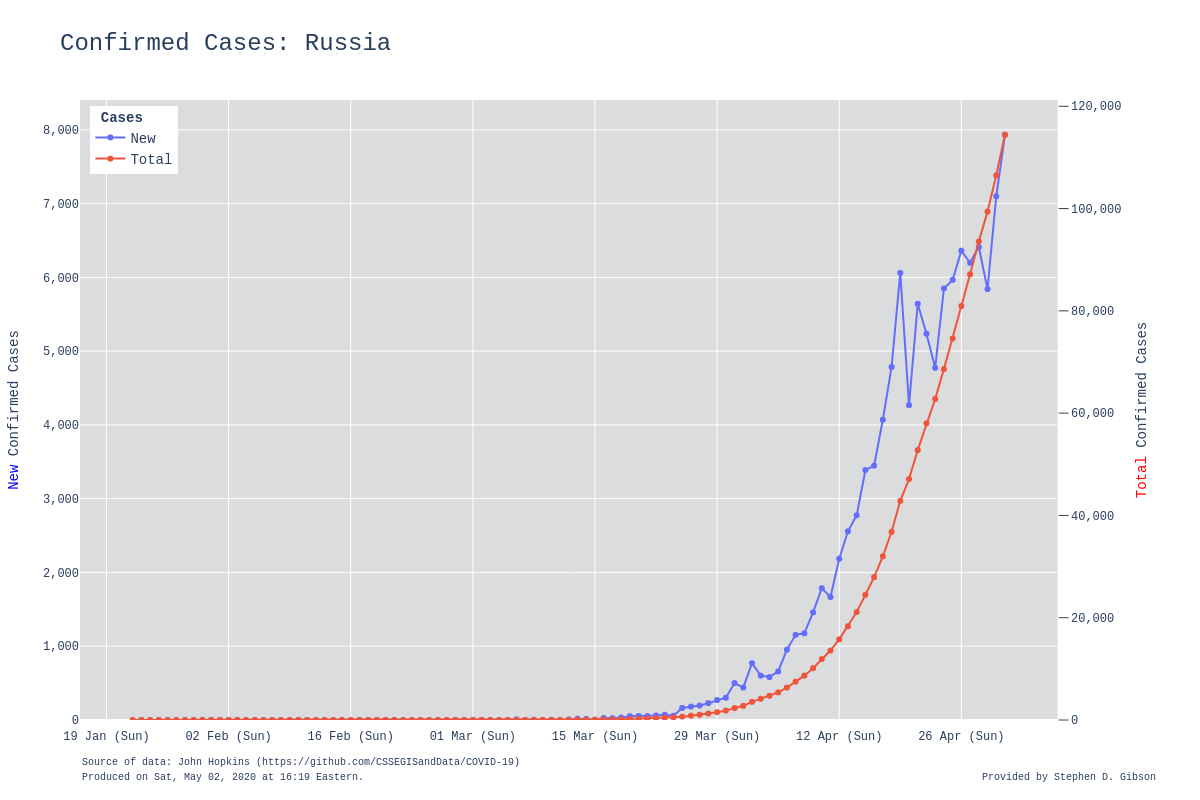 Confirmed Cases: Russia
Cases
New
Total
8,000
7,000
6,000
5,000
4,000
3,000
2,000
1,000
0
New Confirmed Cases
120,000
100,000
80,000
60,000
40,000
20,000
0
Total Confirmed Cases
19 Jan (Sun) 02 Feb (Sun) 16 Feb (Sun) 01 Mar (Sun) 15 Mar (Sun) 29 Mar (Sun) 12 Apr (Sun) 26 Apr (Sun)
Source of data: John Hopkins (https://github.com/CSSEGISandData/COVID-19)
Produced on Sat, May 02, 2020 at 16:19 Eastern.
Provided by Stephen D. Gibson